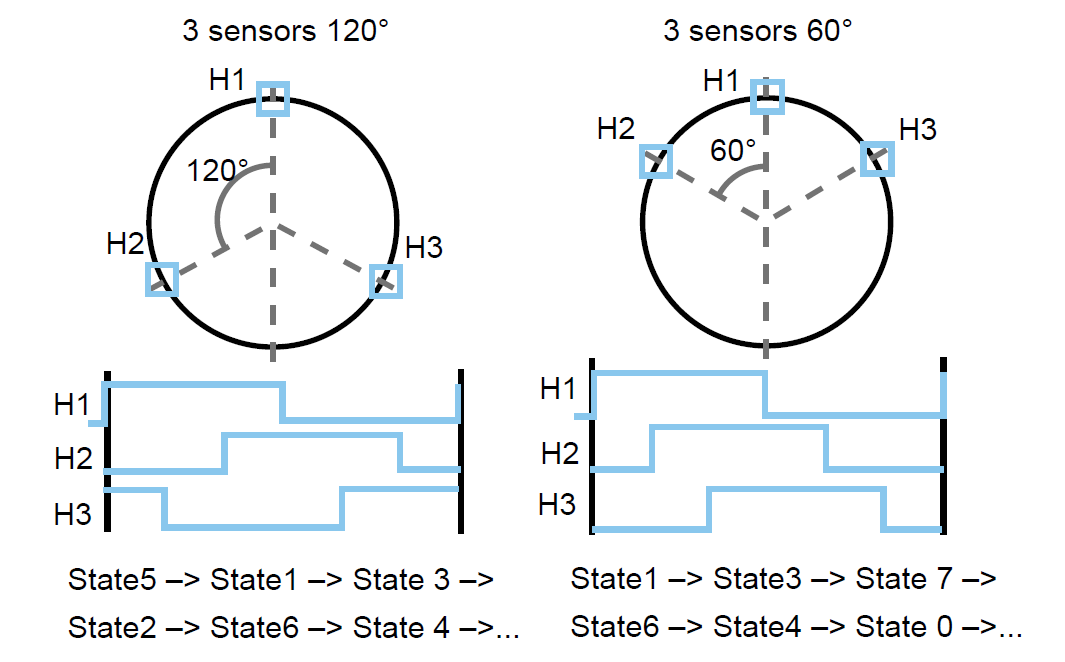 3 sensors 120°
H1
120°
H2
H3
H1
H2
H3
State5 –> State1 –> State 3 –>
State2 –> State6 –> State 4 –>...
3 sensors 60°
H1
H2
60°
H3
H1
H2
H3
State1 –> State3 –> State 7 –>
State6 –> State4 –> State 0 –>...